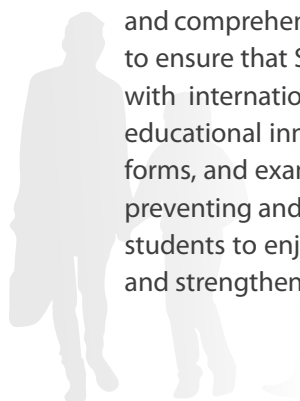 and comprehen
to ensure that S
with internatio
educational inn
forms, and exam
preventing and
students to enj
and strengthen